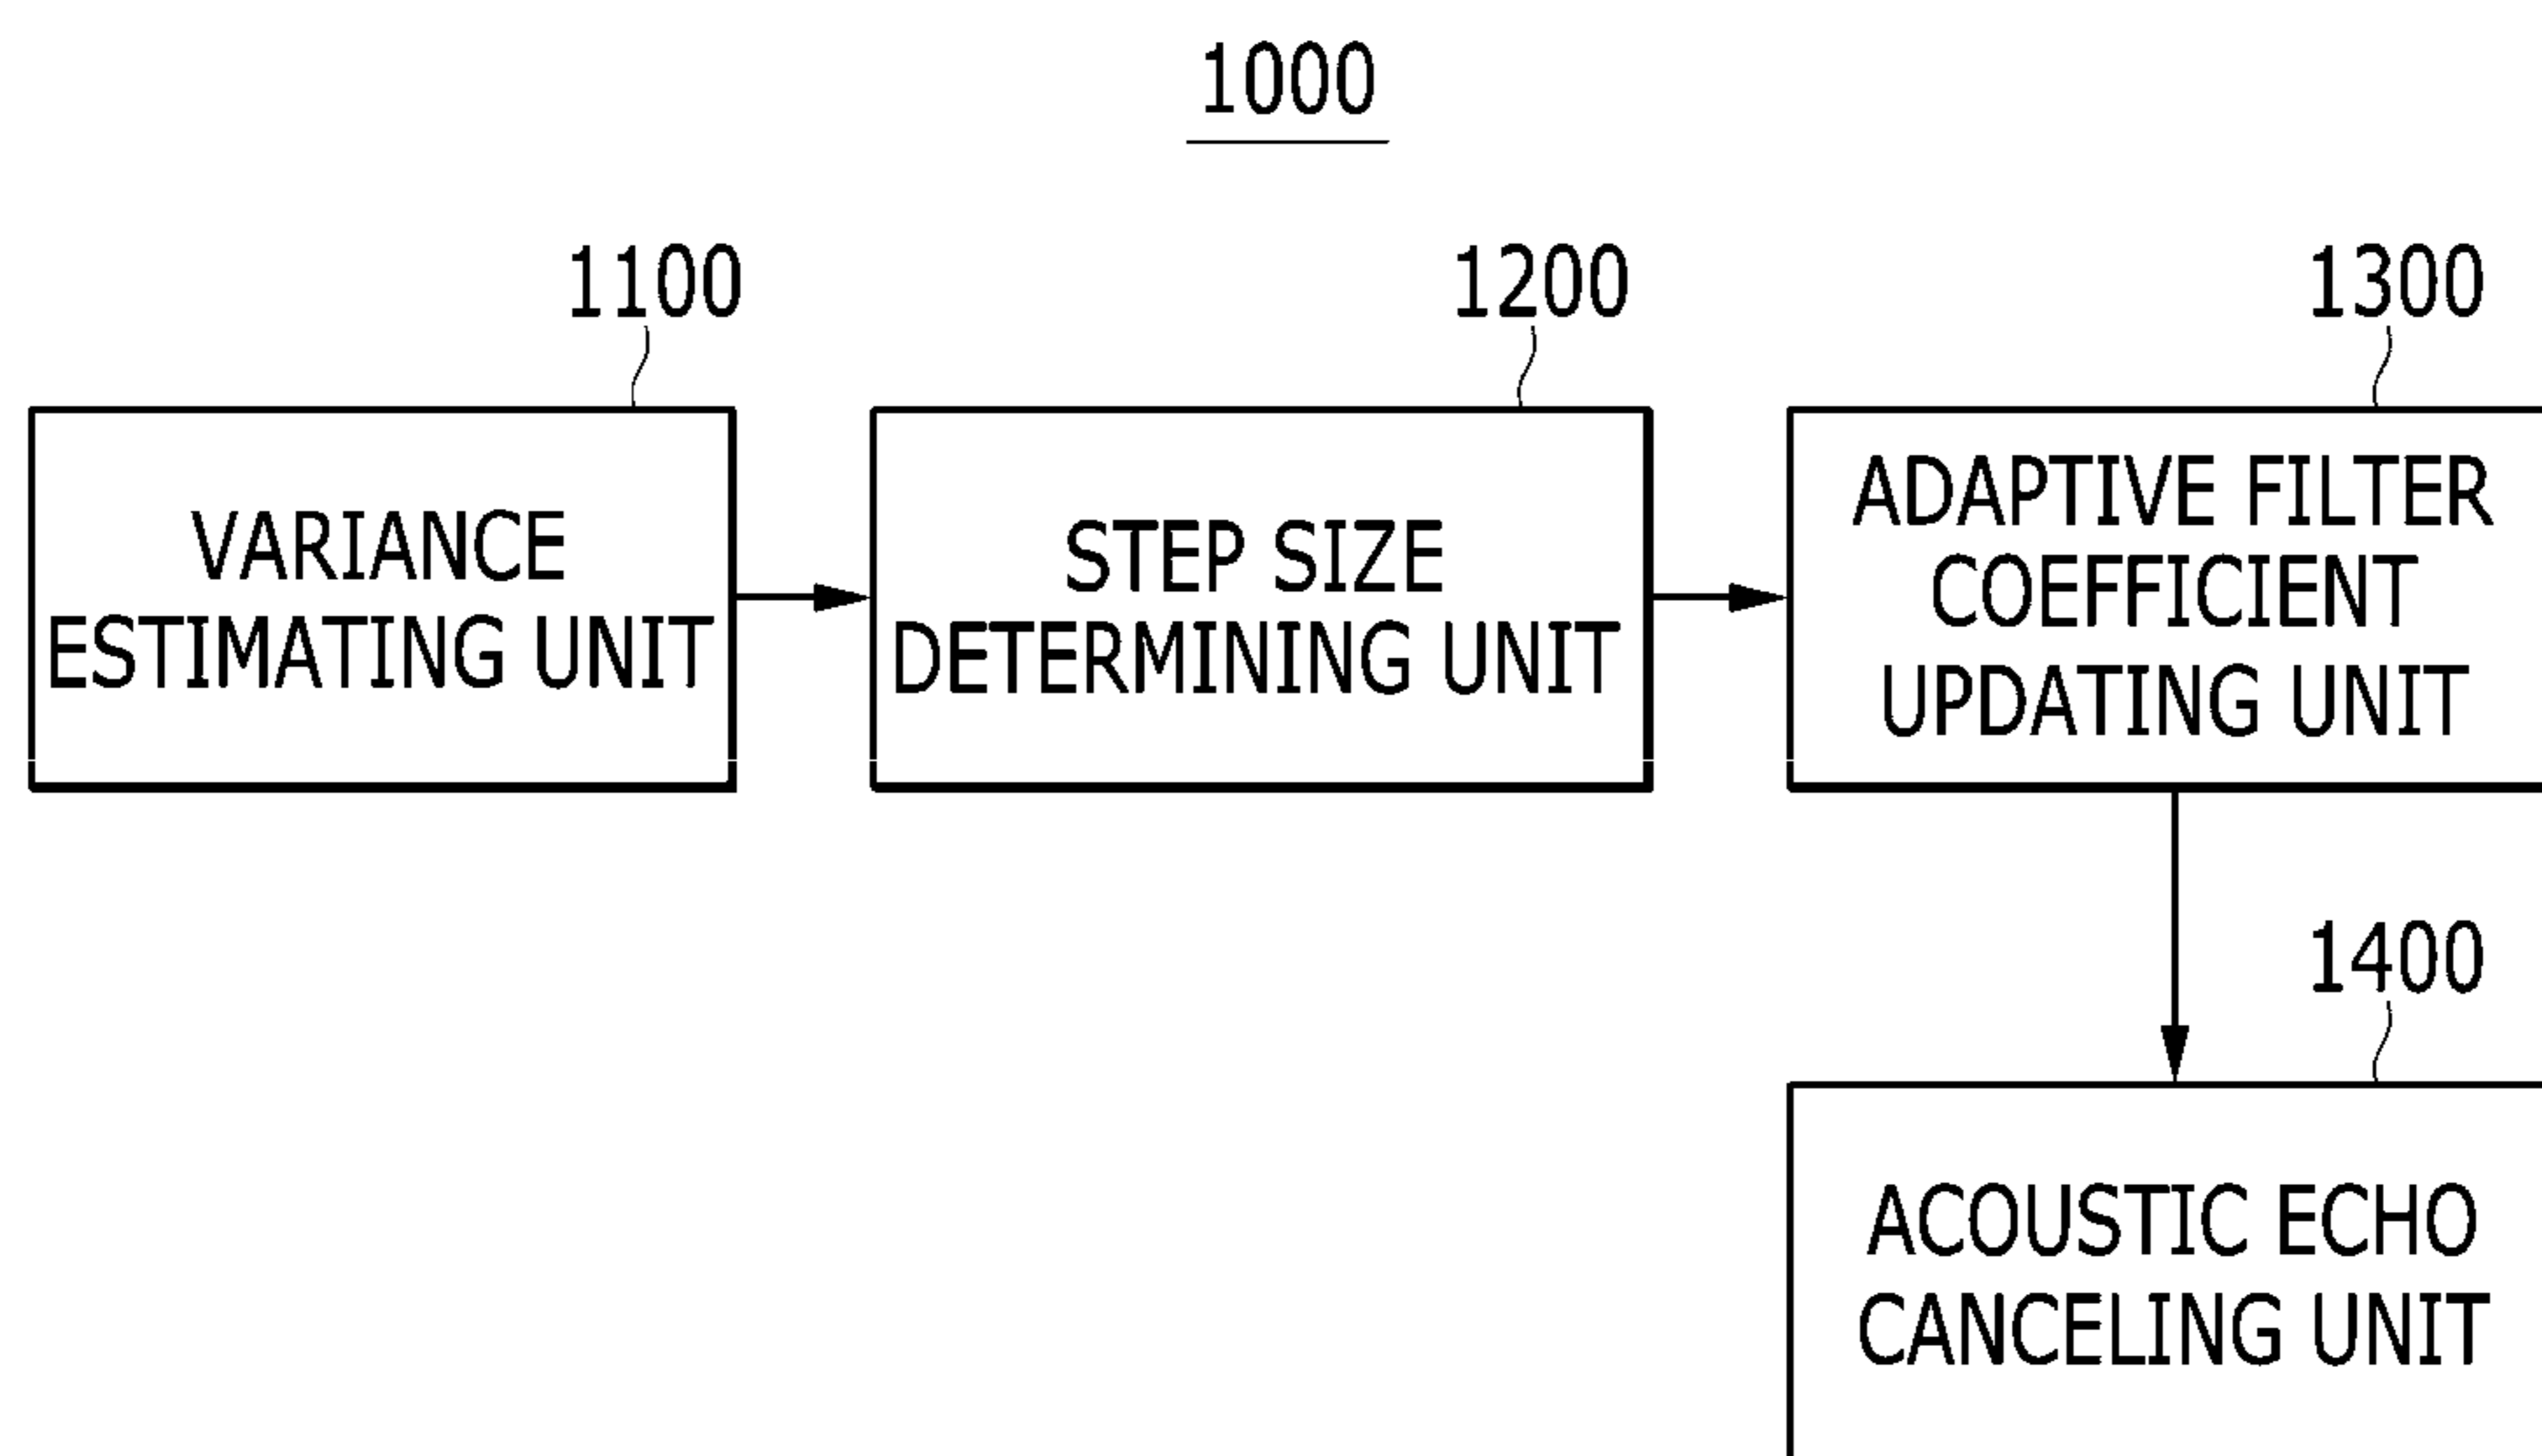 1000
1100
1200
1300
VARIANCE
ESTIMATING UNIT
STEP SIZE
DETERMINING UNIT
ADAPTIVE FILTER
COEFFICIENT
UPDATING UNIT
1400
ACOUSTIC ECHO
CANCELING UNIT